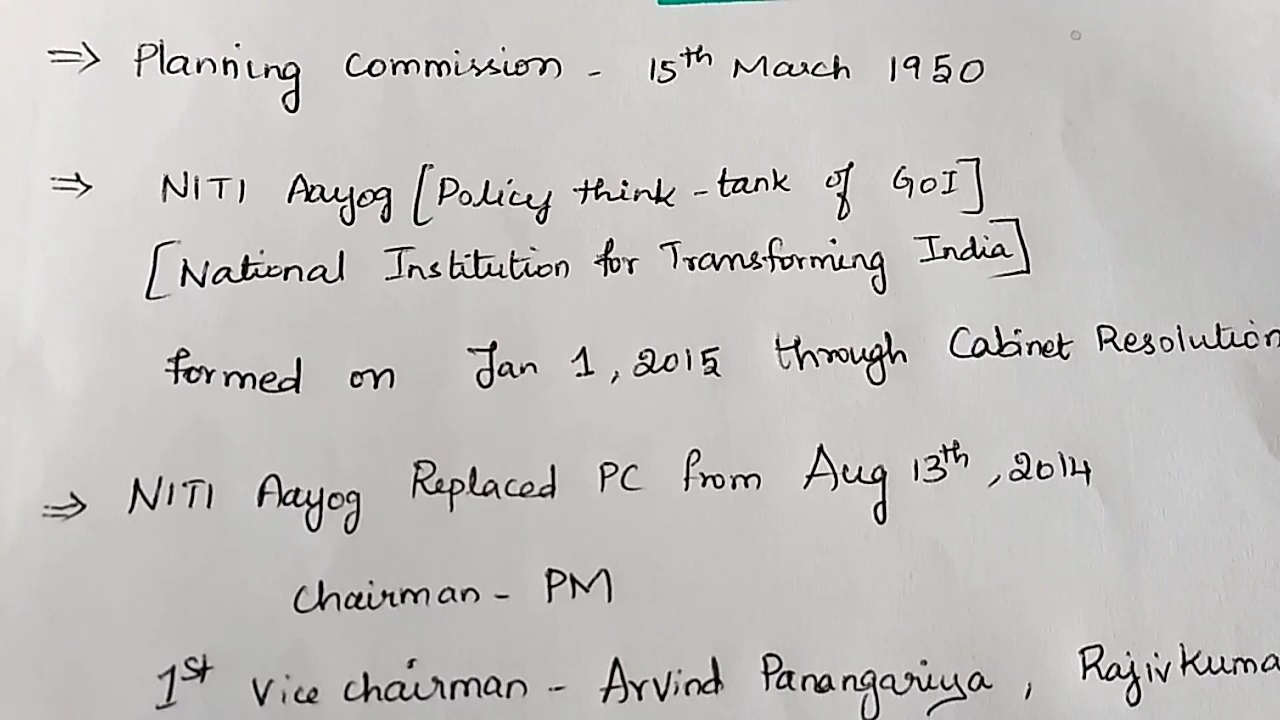 ⇒ Planning Commission - 15th March 1950
⇒ NITI Aayog [Policy think-tank of GOI]
[National Institution for Transforming India]
formed on Jan 1, 2015 through Cabinet Resolution
⇒ NITI Aayog Replaced PC from Aug 13th, 2014
Chairman - PM
1st Vice chairman - Arvind Panangariya, Rajiv Kuma